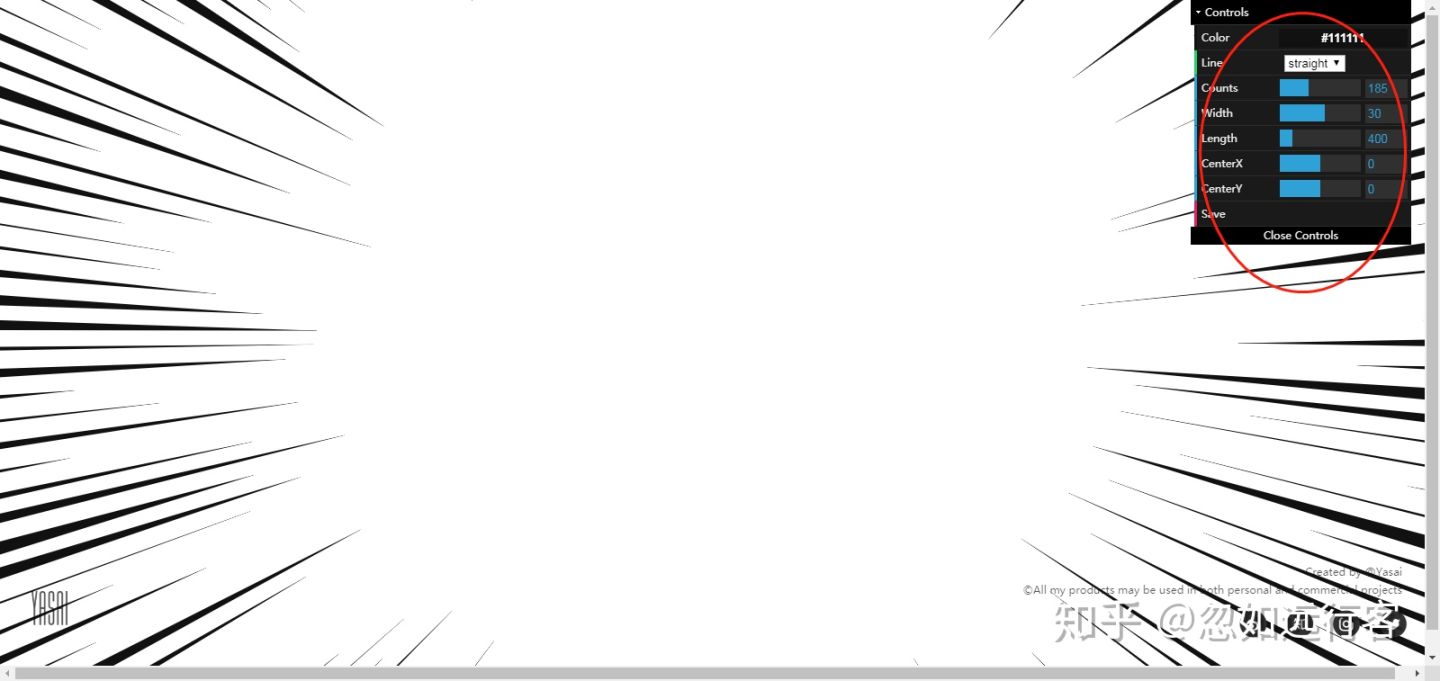 Controls
Color #111111
Line straight
Counts 185
Width 30
Length 400
CenterX 0
CenterY 0
Save
Close Controls
Created by @Yasai
©All my products may be used in both personal and commercial projects
YASAI
知乎 @忽如远行客